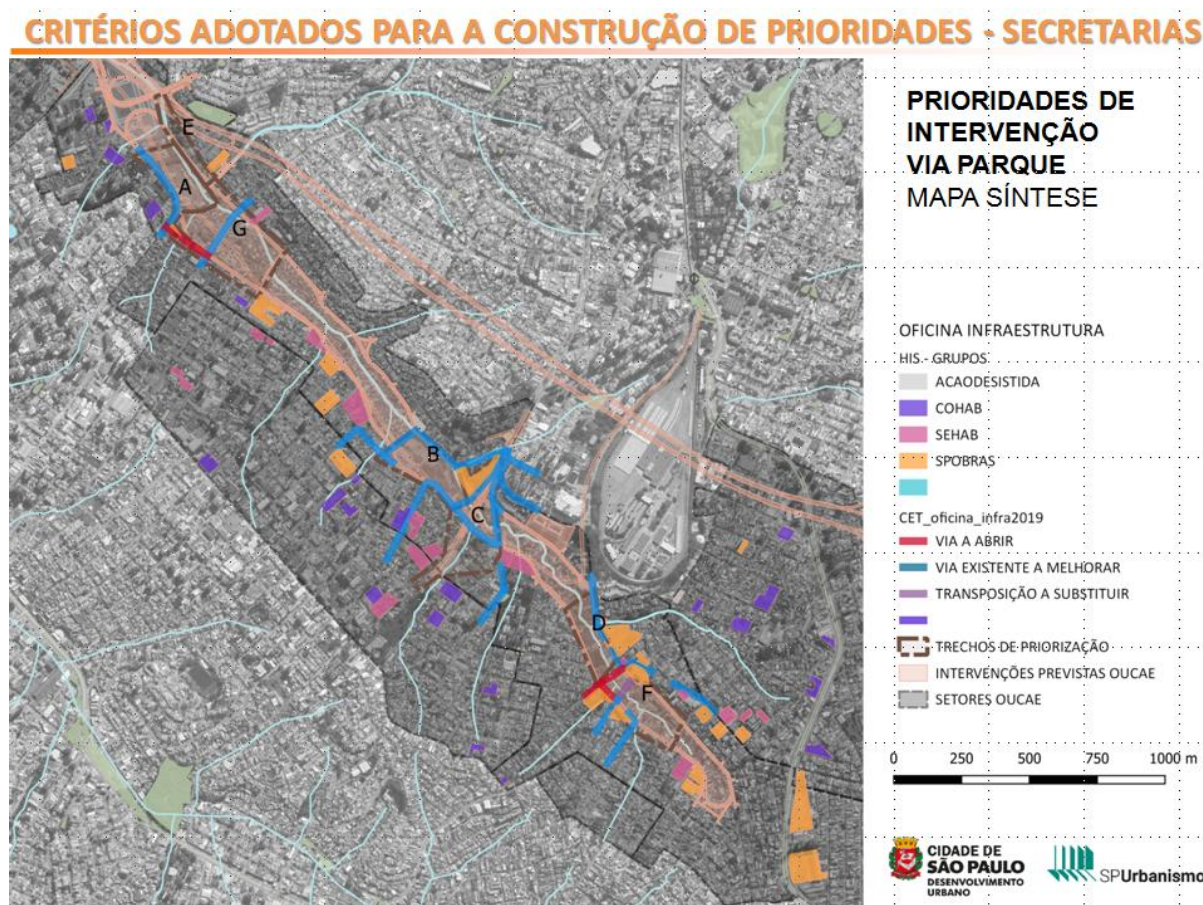 CRITÉRIOS ADOTADOS PARA A CONSTRUÇÃO DE PRIORIDADES - SECRETARIAS
PRIORIDADES DE
INTERVENÇÃO
VIA PARQUE
MAPA SÍNTESE
E
A
G
B
C
D
F
OFICINA INFRAESTRUTURA
HIS - GRUPOS
ACAODESISTIDA
COHAB
SEHAB
SPOBRAS
CET_oficina_infra2019
VIA A ABRIR
VIA EXISTENTE A MELHORAR
TRANSPOSIÇÃO A SUBSTITUIR
TRECHOS DE PRIORIZAÇÃO
INTERVENÇÕES PREVISTAS OUCAE
SETORES OUCAE
0 250 500 750 1000 m
CIDADE DE
SÃO PAULO
DESENVOLVIMENTO
URBANO
SPUrbanismo